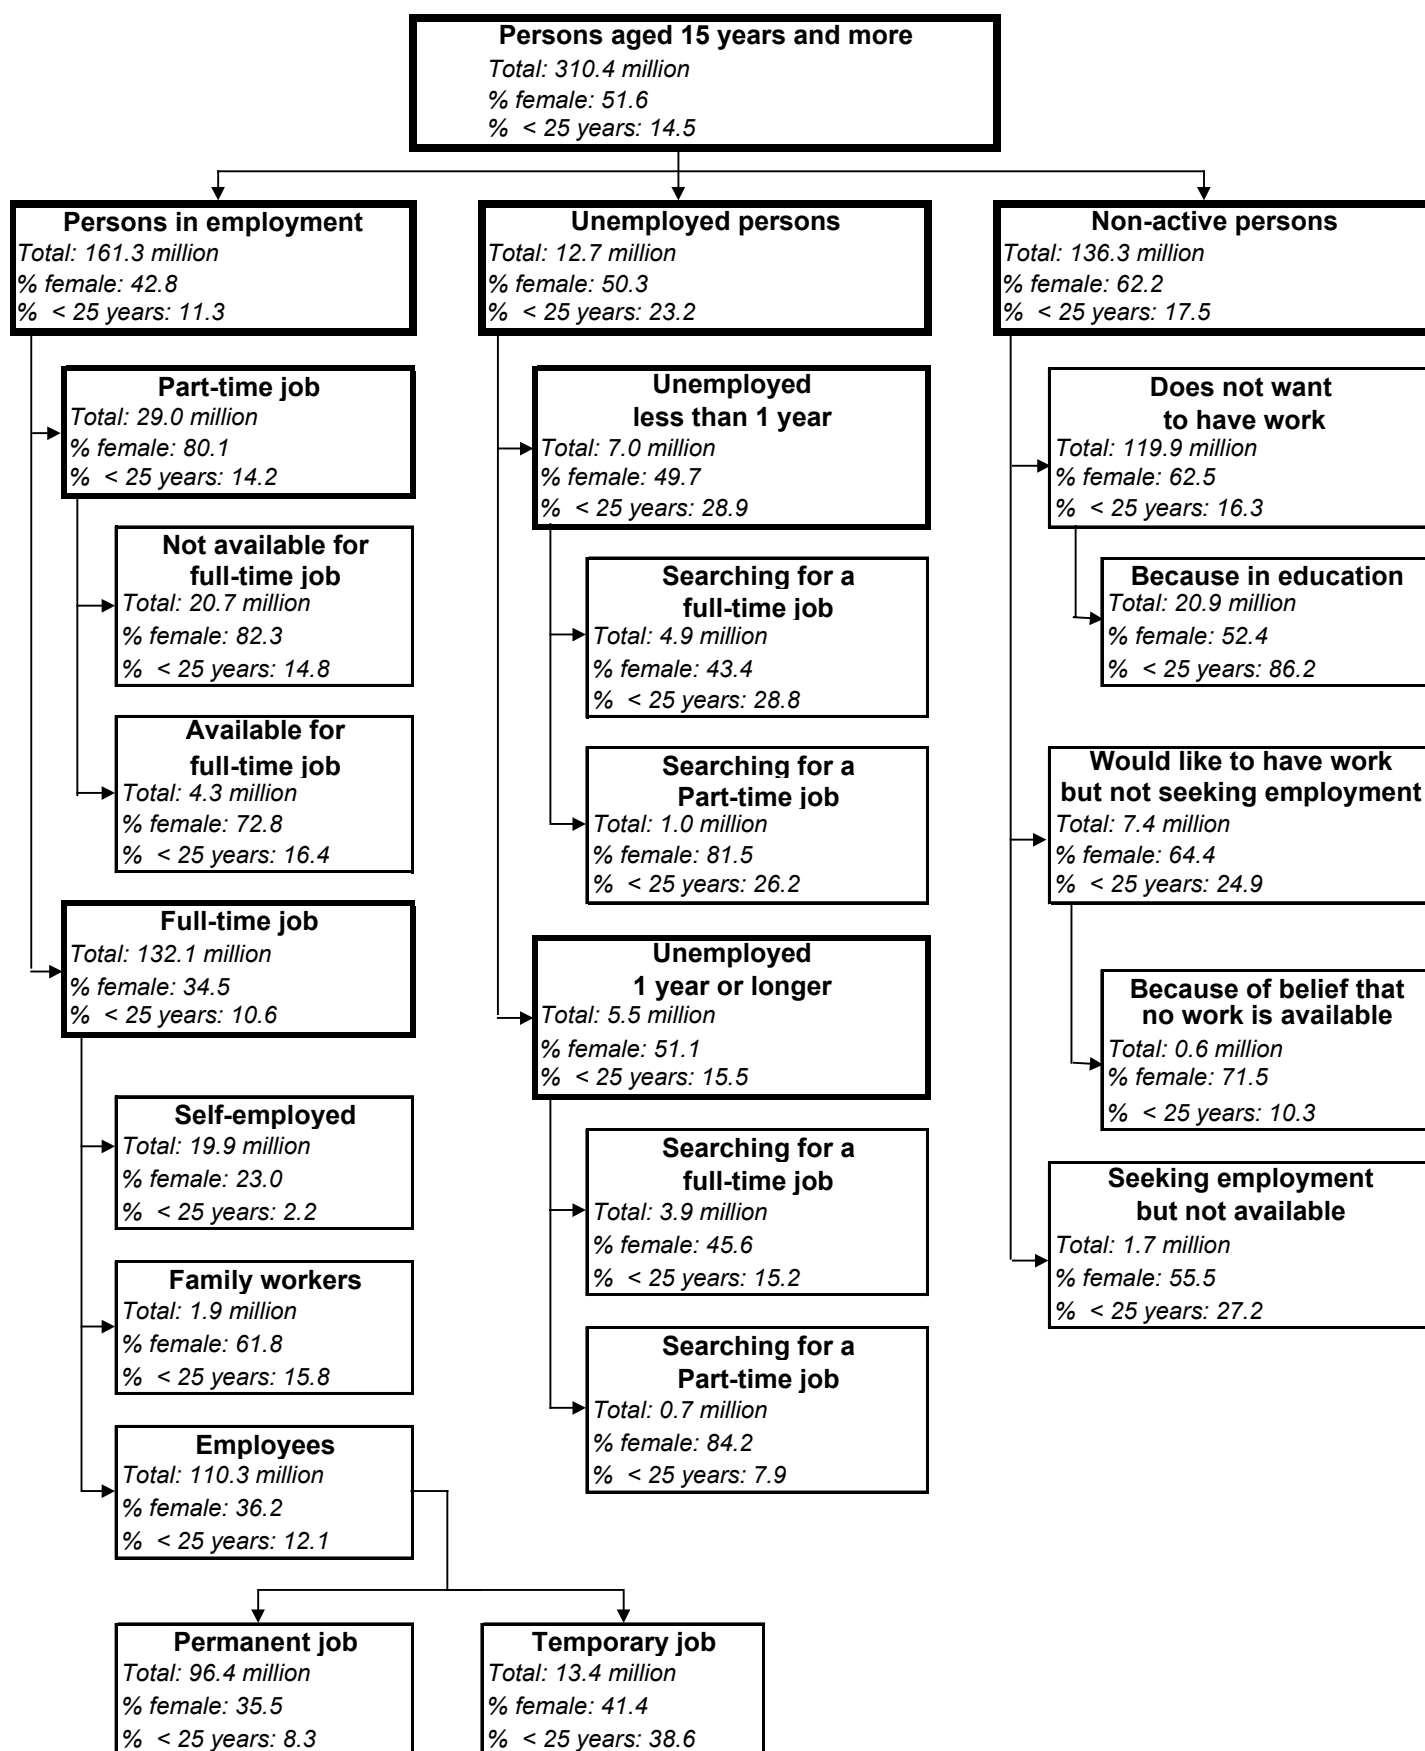 Persons aged 15 years and more
Total: 310.4 million
% female: 51.6
% < 25 years: 14.5
Persons in employment
Total: 161.3 million
% female: 42.8
% < 25 years: 11.3
Part-time job
Total: 29.0 million
% female: 80.1
% < 25 years: 14.2
Not available for
full-time job
Total: 20.7 million
% female: 82.3
% < 25 years: 14.8
Available for
full-time job
Total: 4.3 million
% female: 72.8
% < 25 years: 16.4
Full-time job
Total: 132.1 million
% female: 34.5
% < 25 years: 10.6
Self-employed
Total: 19.9 million
% female: 23.0
% < 25 years: 2.2
Family workers
Total: 1.9 million
% female: 61.8
% < 25 years: 15.8
Employees
Total: 110.3 million
% female: 36.2
% < 25 years: 12.1
Permanent job
Total: 96.4 million
% female: 35.5
% < 25 years: 8.3
Temporary job
Total: 13.4 million
% female: 41.4
% < 25 years: 38.6
Unemployed persons
Total: 12.7 million
% female: 50.3
% < 25 years: 23.2
Unemployed
less than 1 year
Total: 7.0 million
% female: 49.7
% < 25 years: 28.9
Searching for a
full-time job
Total: 4.9 million
% female: 43.4
% < 25 years: 28.8
Searching for a
Part-time job
Total: 1.0 million
% female: 81.5
% < 25 years: 26.2
Unemployed
1 year or longer
Total: 5.5 million
% female: 51.1
% < 25 years: 15.5
Searching for a
full-time job
Total: 3.9 million
% female: 45.6
% < 25 years: 15.2
Searching for a
Part-time job
Total: 0.7 million
% female: 84.2
% < 25 years: 7.9
Non-active persons
Total: 136.3 million
% female: 62.2
% < 25 years: 17.5
Does not want
to have work
Total: 119.9 million
% female: 62.5
% < 25 years: 16.3
Because in education
Total: 20.9 million
% female: 52.4
% < 25 years: 86.2
Would like to have work
but not seeking employment
Total: 7.4 million
% female: 64.4
% < 25 years: 24.9
Because of belief that
no work is available
Total: 0.6 million
% female: 71.5
% < 25 years: 10.3
Seeking employment
but not available
Total: 1.7 million
% female: 55.5
% < 25 years: 27.2